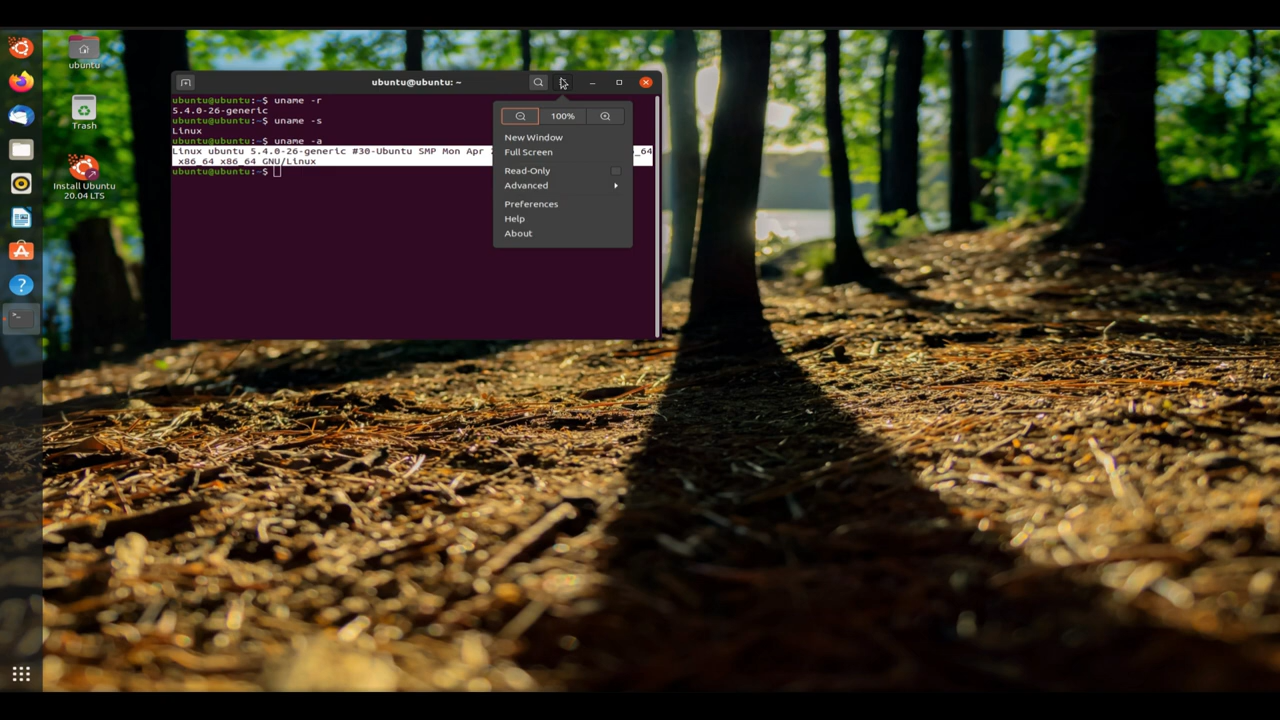 ubuntu
Trash
Install Ubuntu
20.04 LTS
ubuntu@ubuntu: ~
ubuntu@ubuntu:~$ uname -r
5.4.0-26-generic
ubuntu@ubuntu:~$ uname -s
Linux
ubuntu@ubuntu:~$ uname -a
Linux ubuntu 5.4.0-26-generic #30-Ubuntu SMP Mon Apr _64
x86_64 x86_64 GNU/Linux
ubuntu@ubuntu:~$
100%
New Window
Full Screen
Read-Only
Advanced
Preferences
Help
About